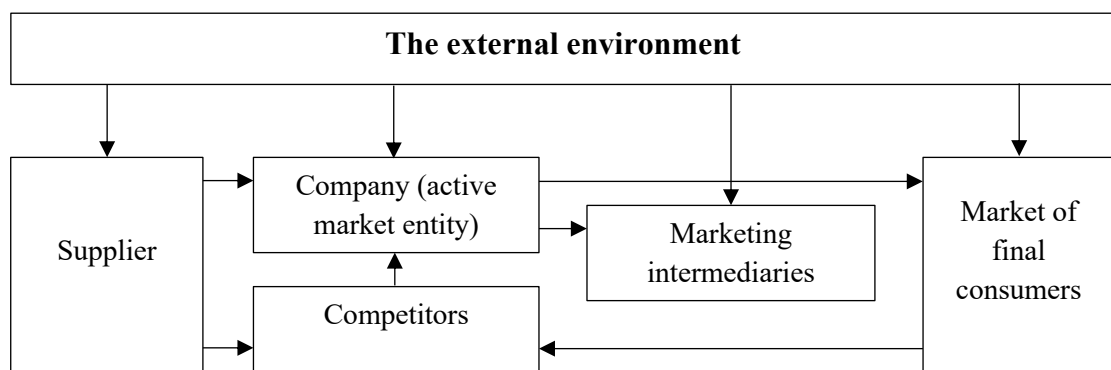 The external environment
Supplier
Company (active
market entity)
Marketing
intermediaries
Market of
final
consumers
Competitors